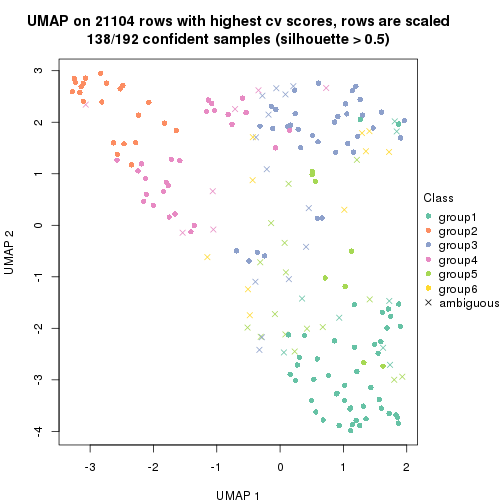 UMAP on 21104 rows with highest cv scores, rows are scaled
138/192 confident samples (silhouette > 0.5)
3
2
1
0
-1
-2
-3
-4
UMAP 2
-3
-2
-1
0
1
2
UMAP 1
Class
group1
group2
group3
group4
group5
group6
ambiguous